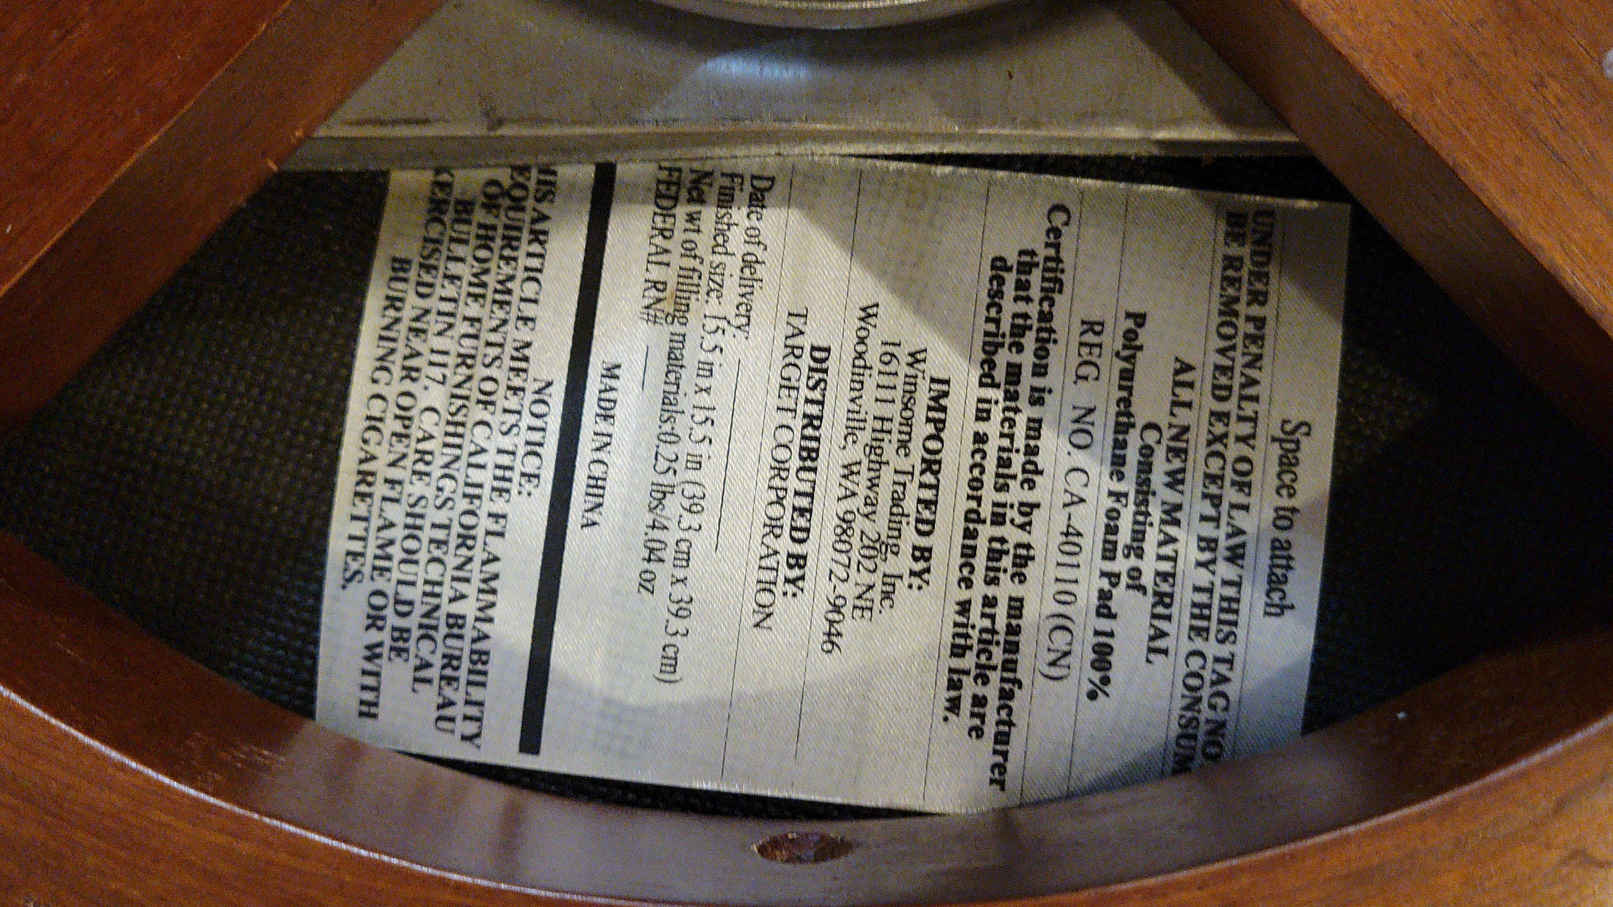 Space to attach
UNDER PENALTY OF LAW THIS TAG NO
BE REMOVED EXCEPT BY THE CONSUM
ALL NEW MATERIAL
Consisting of
Polyurethane Foam Pad 100%
REG. NO. CA-40110 (CN)
Certification is made by the manufacturer
that the materials in this article are
described in accordance with law.
IMPORTED BY:
Winsome Trading, Inc.
16111 Highway 202 NE
Woodinville, WA 98072-9046
DISTRIBUTED BY:
TARGET CORPORATION
Date of delivery:
Finished size: 15.5 in x 15.5 in (39.3 cm x 39.3 cm)
Net wt of filling materials:0.25 lbs/4.04 oz
FEDERAL RN#
MADE IN CHINA
NOTICE:
HIS ARTICLE MEETS THE FLAMMABILITY
EQUIREMENTS OF CALIFORNIA BUREAU
OF HOME FURNISHINGS TECHNICAL
BULLETIN 117. CARE SHOULD BE
XERCISED NEAR OPEN FLAME OR WITH
BURNING CIGARETTES.